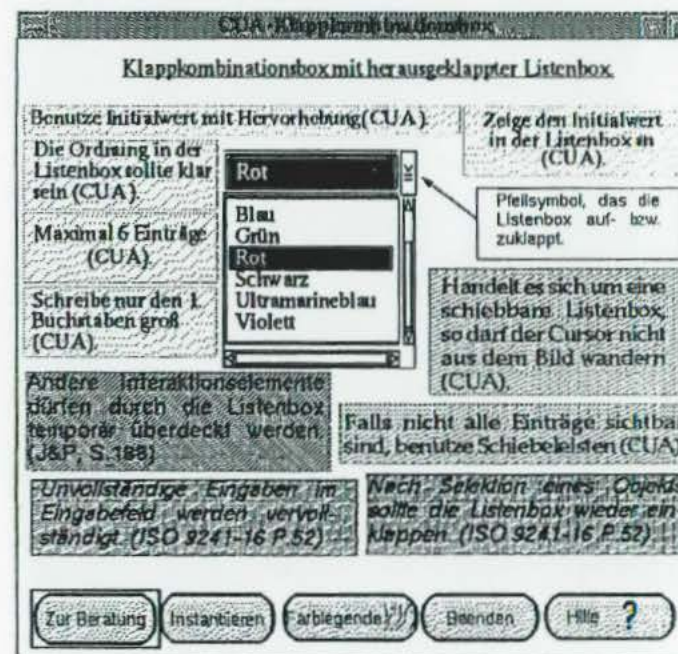 CUA-Klappkombinationsbox
Klappkombinationsbox mit herausgeklappter Listenbox
Benutze Initialwert mit Hervorhebung(CUA).
Zeige den Initialwert
in der Listenbox an
(CUA).
Die Ordnung in der
Listenbox sollte klar
sein (CUA).
Rot
Pfeilsymbol, das die
Listenbox auf- bzw.
zuklappt.
Maximal 6 Einträge
(CUA).
Blau
Grün
Rot
Schwarz
Ultramarineblau
Violett
Schreibe nur den 1.
Buchstaben groß
(CUA).
Handelt es sich um eine
schiebbare Listenbox,
so darf der Cursor nicht
aus dem Bild wandern
(CUA).
Andere Interaktionselemente
dürfen durch die Listenbox
temporär überdeckt werden.
(J&P, S.188)
Falls nicht alle Einträge sichtbar
sind, benutze Schiebeleisten (CUA)
Unvollständige Eingaben im
Eingabefeld werden vervoll-
ständigt. (ISO 9241-16 P.52)
Nach Selektion eines Objekts
sollte die Listenbox wieder ein-
klappen. (ISO 9241-16 P.52)
Zur Beratung Instantiieren Farblegende Beenden Hilfe ?